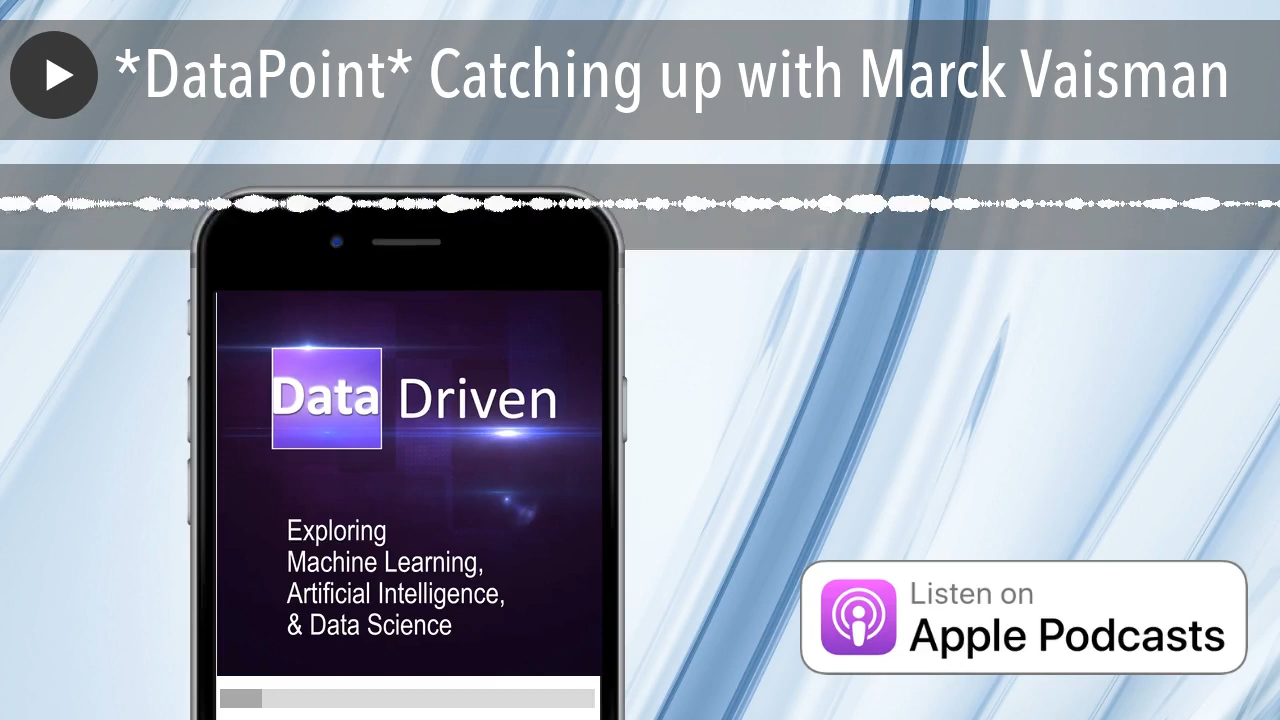 *DataPoint* Catching up with Marck Vaisman
Data Driven
Exploring
Machine Learning,
Artificial Intelligence,
& Data Science
Listen on
Apple Podcasts